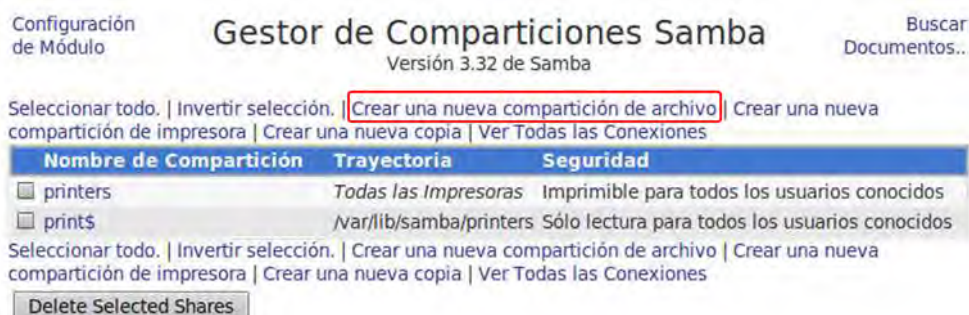 Configuración
de Módulo
Gestor de Comparticiones Samba
Versión 3.32 de Samba
Buscar
Documentos..
Seleccionar todo. | Invertir selección. | Crear una nueva compartición de archivo | Crear una nueva
compartición de impresora | Crear una nueva copia | Ver Todas las Conexiones
Nombre de Compartición Trayectoria Seguridad
printers Todas las Impresoras Imprimible para todos los usuarios conocidos
print$ /var/lib/samba/printers Sólo lectura para todos los usuarios conocidos
Seleccionar todo. | Invertir selección. | Crear una nueva compartición de archivo | Crear una nueva
compartición de impresora | Crear una nueva copia | Ver Todas las Conexiones
Delete Selected Shares